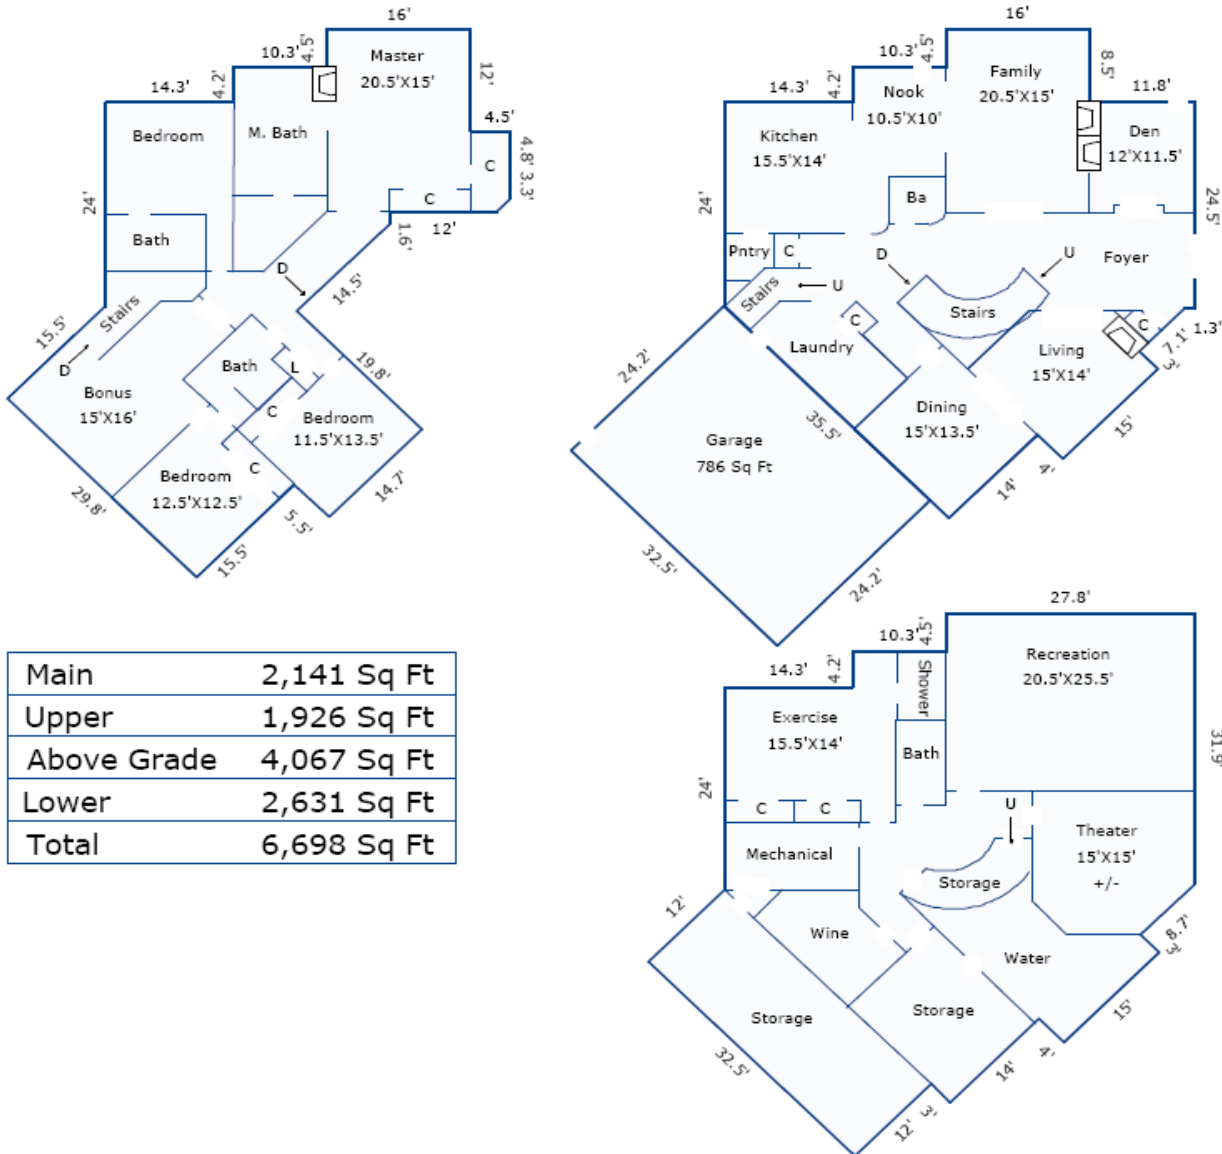 16'
10.3'
4.5'
Master
20.5'X15'
12'
14.3'
4.2'
4.5'
Bedroom
M. Bath
4.8'
3.3'
C
C
24'
12'
1.6'
Bath
D
14.5'
Stairs
15.5'
D
Bath
L
19.8'
Bonus
15'X16'
C
Bedroom
11.5'X13.5'
C
Bedroom
12.5'X12.5'
29.8'
14.7'
5.5'
15.5'
16'
10.3'
4.5'
Family
20.5'X15'
8.5'
14.3'
4.2'
Nook
10.5'X10'
11.8'
Kitchen
15.5'X14'
Den
12'X11.5'
Ba
24'
24.5'
Pntry
C
D
U
Foyer
Stairs
U
Stairs
C
C
1.3'
7.1'
3'
Laundry
Living
15'X14'
24.2'
Dining
15'X13.5'
35.5'
15'
Garage
786 Sq Ft
4'
14'
32.5'
24.2'
27.8'
10.3'
4.5'
14.3'
4.2'
Shower
Recreation
20.5'X25.5'
Exercise
15.5'X14'
Bath
31.9'
24'
C
C
U
Mechanical
Theater
15'X15'
+/-
Storage
12'
Wine
8.7'
3'
Water
Storage
Storage
15'
4'
32.5'
14'
3'
12'
Main 2,141 Sq Ft
Upper 1,926 Sq Ft
Above Grade 4,067 Sq Ft
Lower 2,631 Sq Ft
Total 6,698 Sq Ft